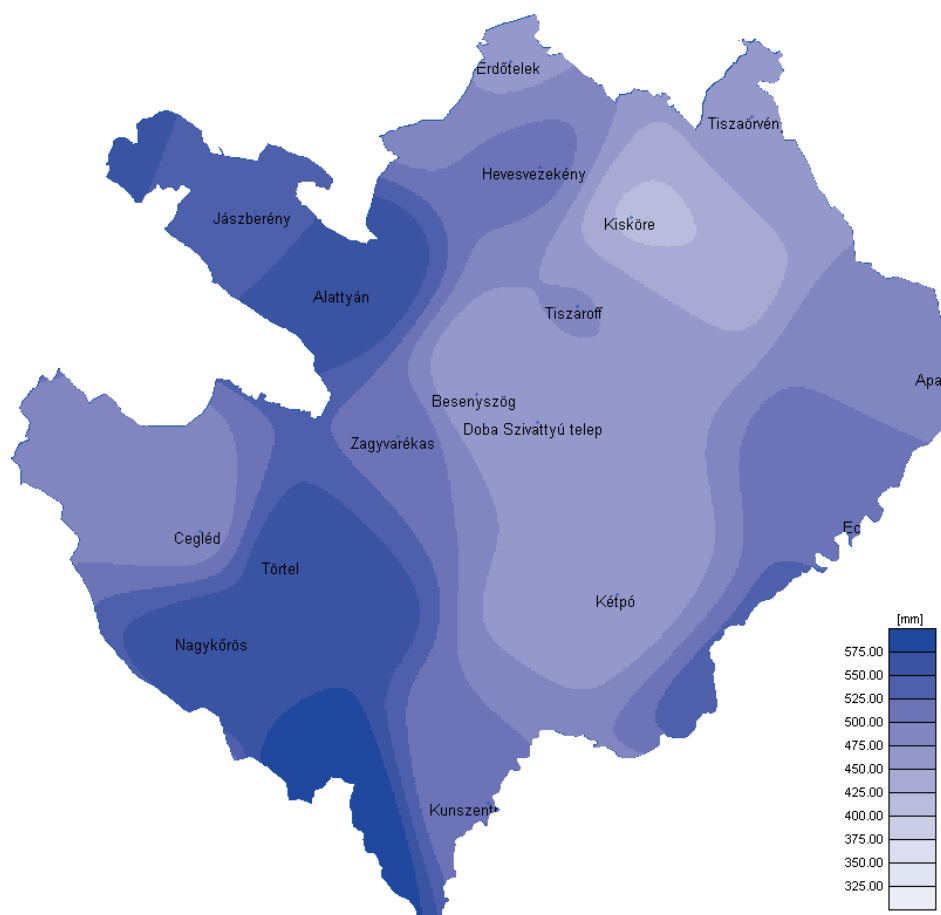 Erdőtelek
Tiszaörvény
Hevesvezekény
Jászberény
Kisköre
Alattyán
Tiszaroff
Apa
Besenyszög
Doba Szivattyú telep
Zagyvarékas
Cegléd
Ec
Törtel
Kétpó
Nagykőrös
Kunszent
[mm]
575.00
550.00
525.00
500.00
475.00
450.00
425.00
400.00
375.00
350.00
325.00